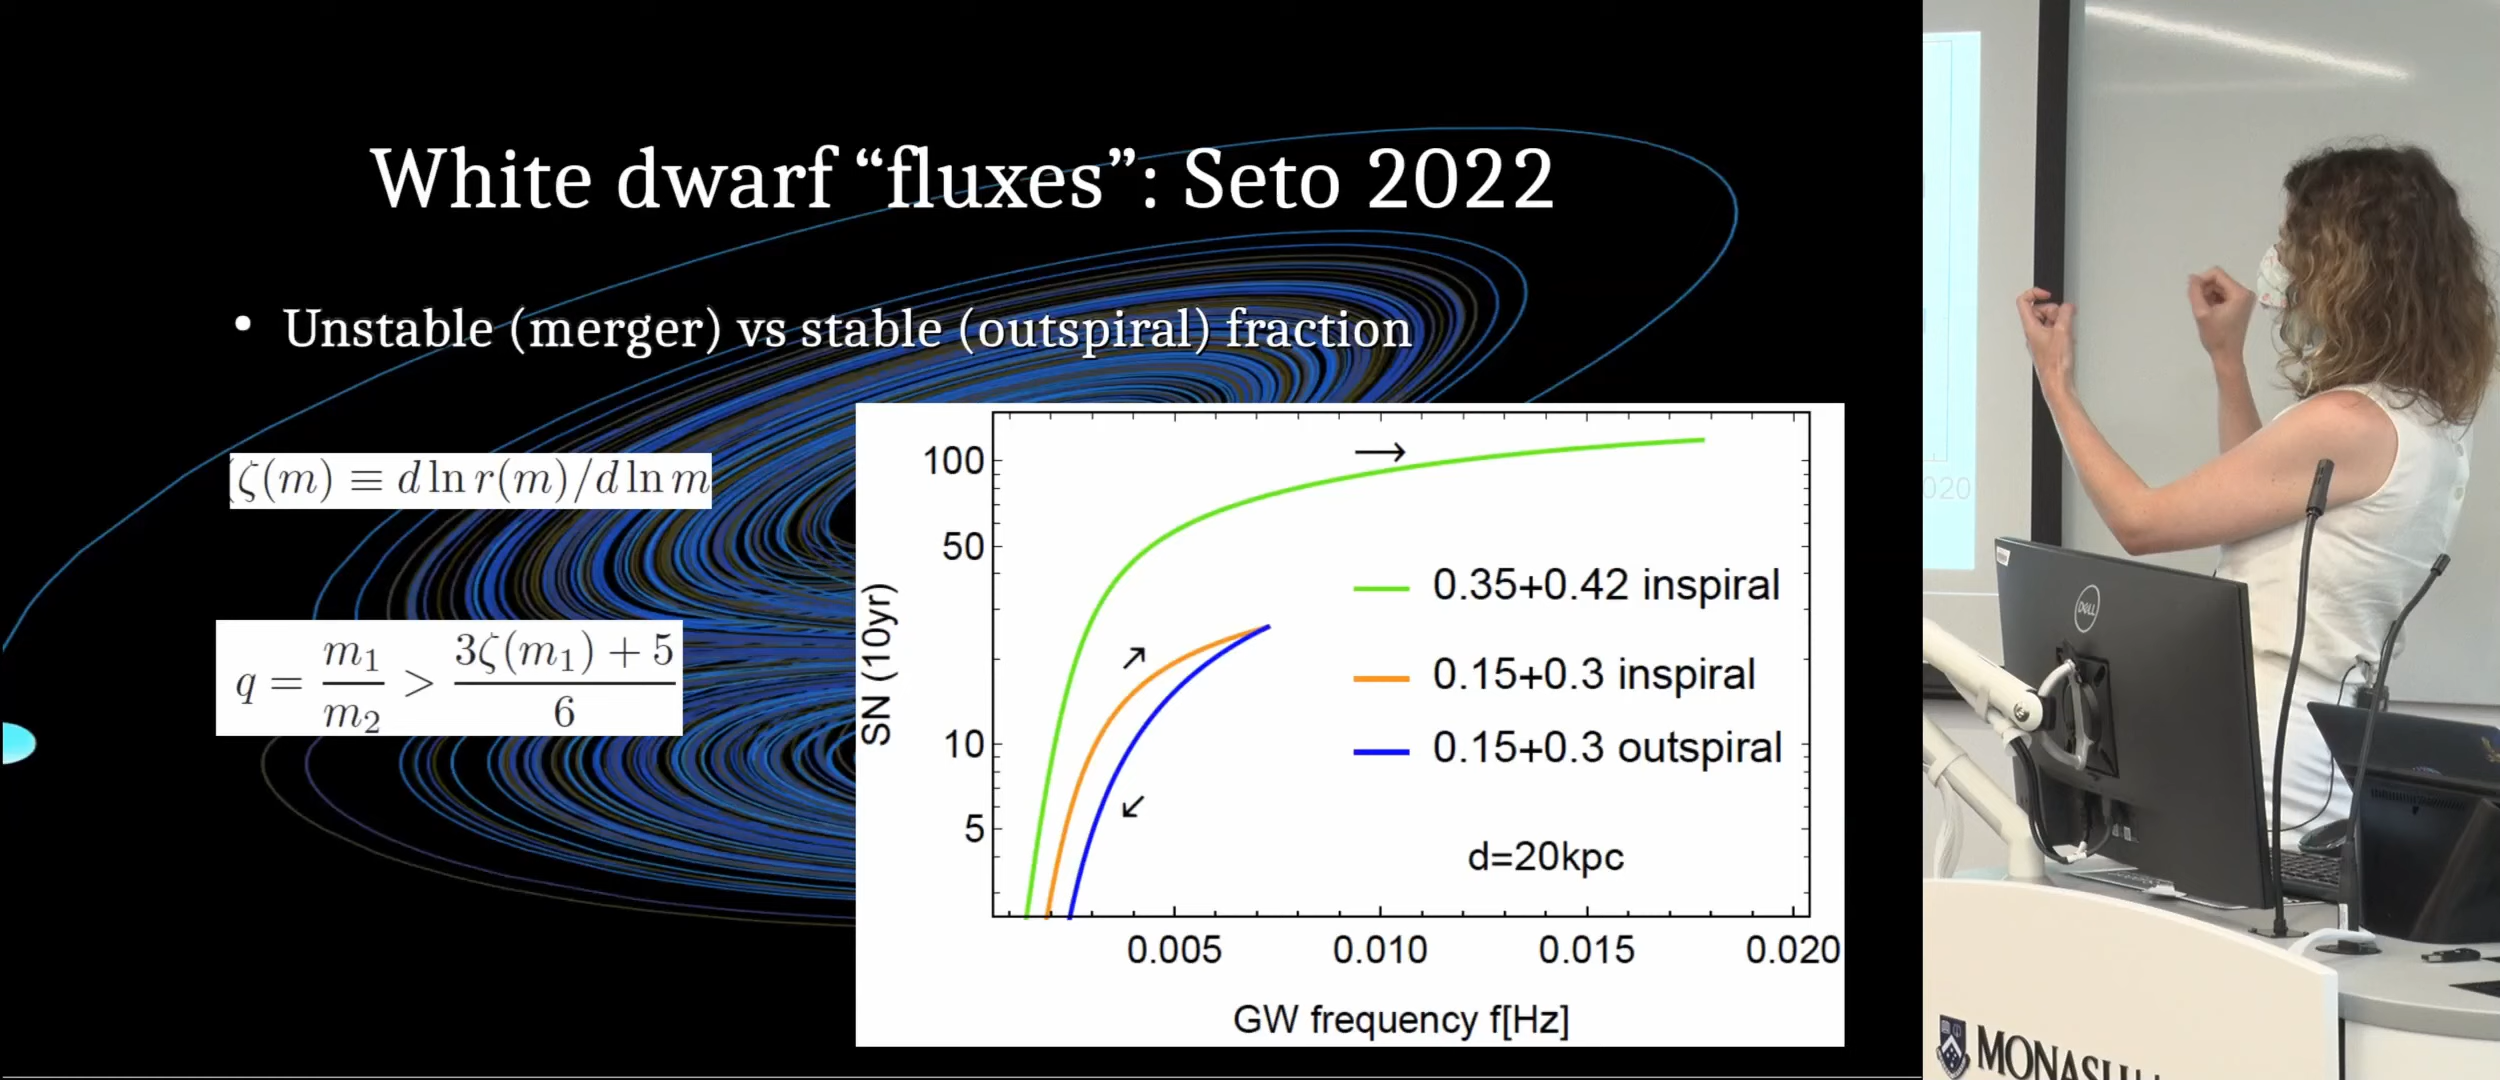 White dwarf “fluxes”: Seto 2022
• Unstable (merger) vs stable (outspiral) fraction
(ζ(m) ≡ d ln r(m)/d ln m
q = m₁/m₂ > (3ζ(m₁) + 5)/6
SN (10yr)
100
50
10
5
→
↗
↙
0.35+0.42 inspiral
0.15+0.3 inspiral
0.15+0.3 outspiral
d=20kpc
0.005 0.010 0.015 0.020
GW frequency f[Hz]
020
DELL
MONASH